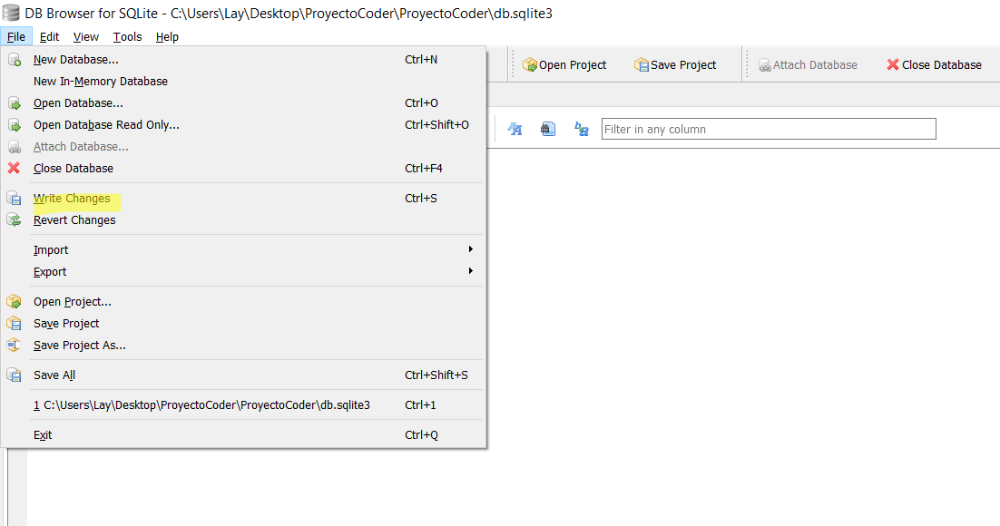 DB Browser for SQLite - C:\Users\Lay\Desktop\ProyectoCoder\ProyectoCoder\db.sqlite3
File Edit View Tools Help
Open Project Save Project Attach Database Close Database
Filter in any column
New Database... Ctrl+N
New In-Memory Database
Open Database... Ctrl+O
Open Database Read Only... Ctrl+Shift+O
Attach Database...
Close Database Ctrl+F4
Write Changes Ctrl+S
Revert Changes
Import
Export
Open Project...
Save Project
Save Project As...
Save All Ctrl+Shift+S
1 C:\Users\Lay\Desktop\ProyectoCoder\ProyectoCoder\db.sqlite3 Ctrl+1
Exit Ctrl+Q